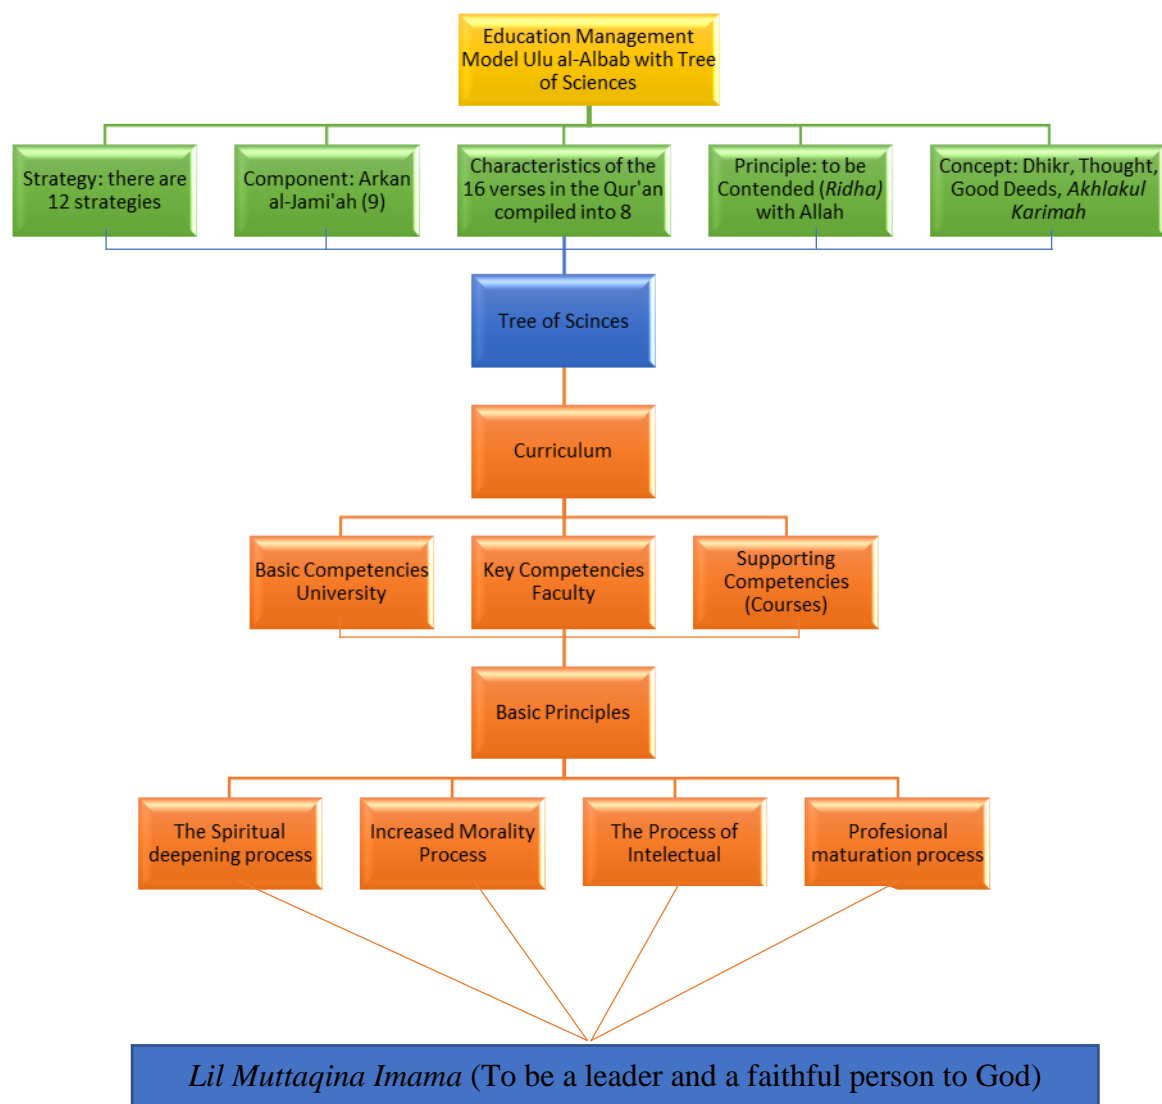 Education Management
Model Ulu al-Albab with Tree
of Sciences
Strategy: there are
12 strategies
Component: Arkan
al-Jami'ah (9)
Characteristics of the
16 verses in the Qur'an
compiled into 8
Principle: to be
Contended (Ridha)
with Allah
Concept: Dhikr, Thought,
Good Deeds, Akhlakul
Karimah
Tree of Scinces
Curriculum
Basic Competencies
University
Key Competencies
Faculty
Supporting
Competencies
(Courses)
Basic Principles
The Spiritual
deepening process
Increased Morality
Process
The Process of
Intelectual
Profesional
maturation process
Lil Muttaqina Imama (To be a leader and a faithful person to God)